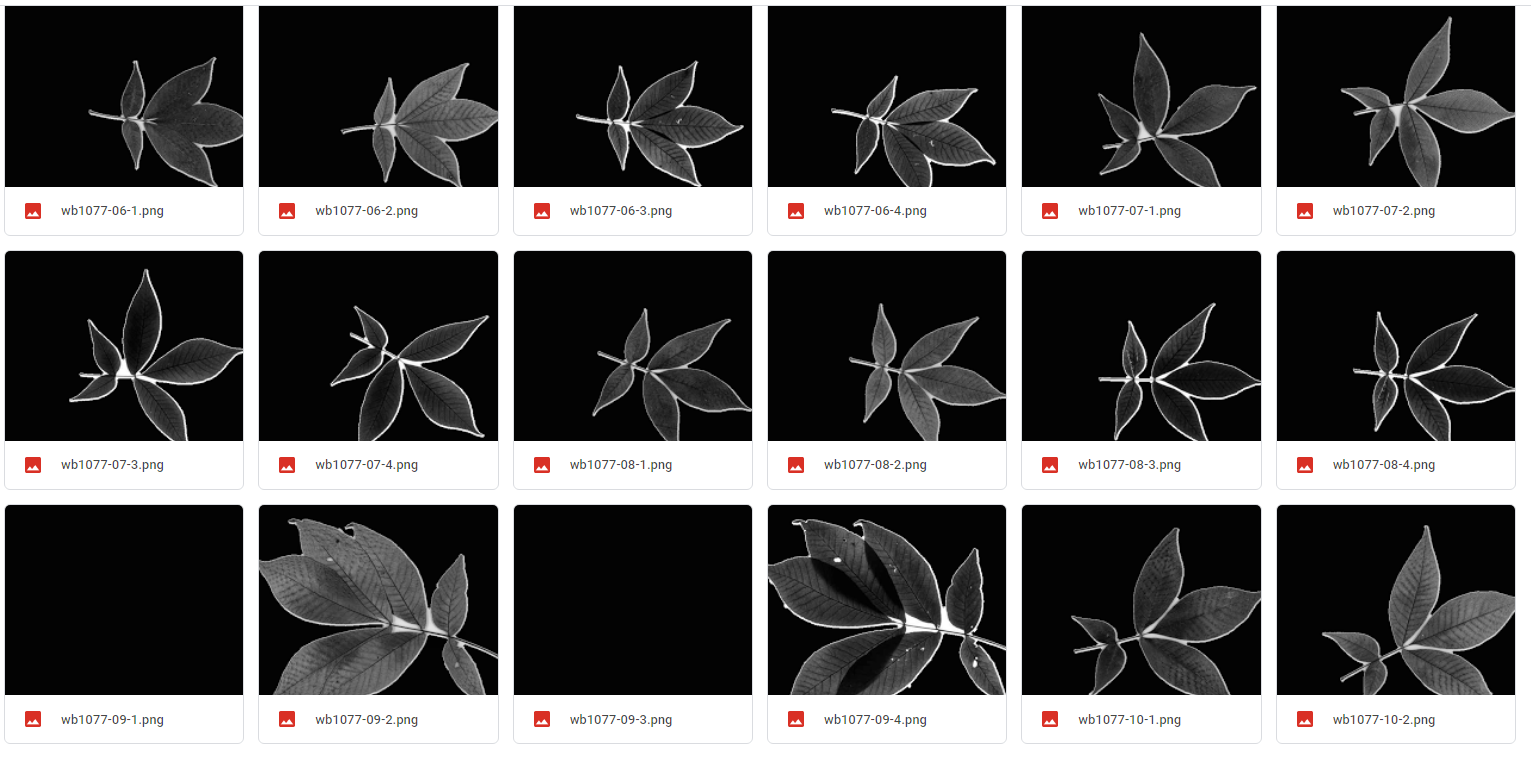 wb1077-06-1.png
wb1077-06-2.png
wb1077-06-3.png
wb1077-06-4.png
wb1077-07-1.png
wb1077-07-2.png
wb1077-07-3.png
wb1077-07-4.png
wb1077-08-1.png
wb1077-08-2.png
wb1077-08-3.png
wb1077-08-4.png
wb1077-09-1.png
wb1077-09-2.png
wb1077-09-3.png
wb1077-09-4.png
wb1077-10-1.png
wb1077-10-2.png